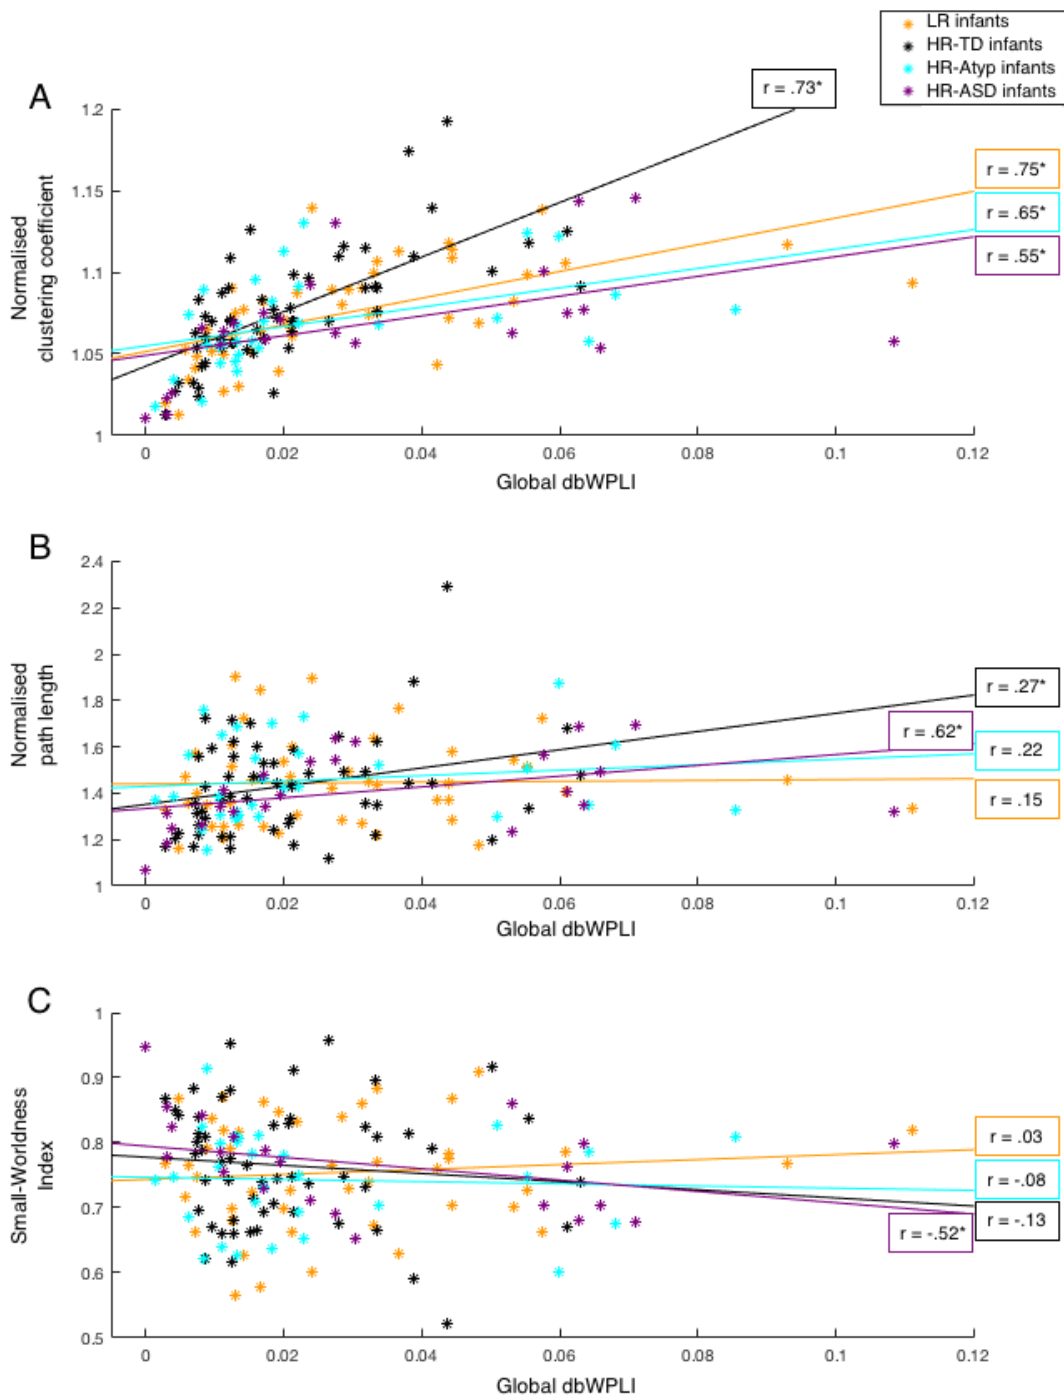 LR infants
HR-TD infants
HR-Atyp infants
HR-ASD infants
A
r = .73*
r = .75*
r = .65*
r = .55*
Normalised
clustering coefficient
1.2
1.15
1.10
1.05
1
0 0.02 0.04 0.06 0.08 0.1 0.12
Global dbWPLI
B
r = .27*
r = .62*
r = .22
r = .15
Normalised
path length
2.4
2.2
2
1.8
1.6
1.4
1.2
1
0 0.02 0.04 0.06 0.08 0.1 0.12
Global dbWPLI
C
r = .03
r = -.08
r = -.13
r = -.52*
Small-Worldness
Index
1
0.9
0.8
0.7
0.6
0.5
0 0.02 0.04 0.06 0.08 0.1 0.12
Global dbWPLI